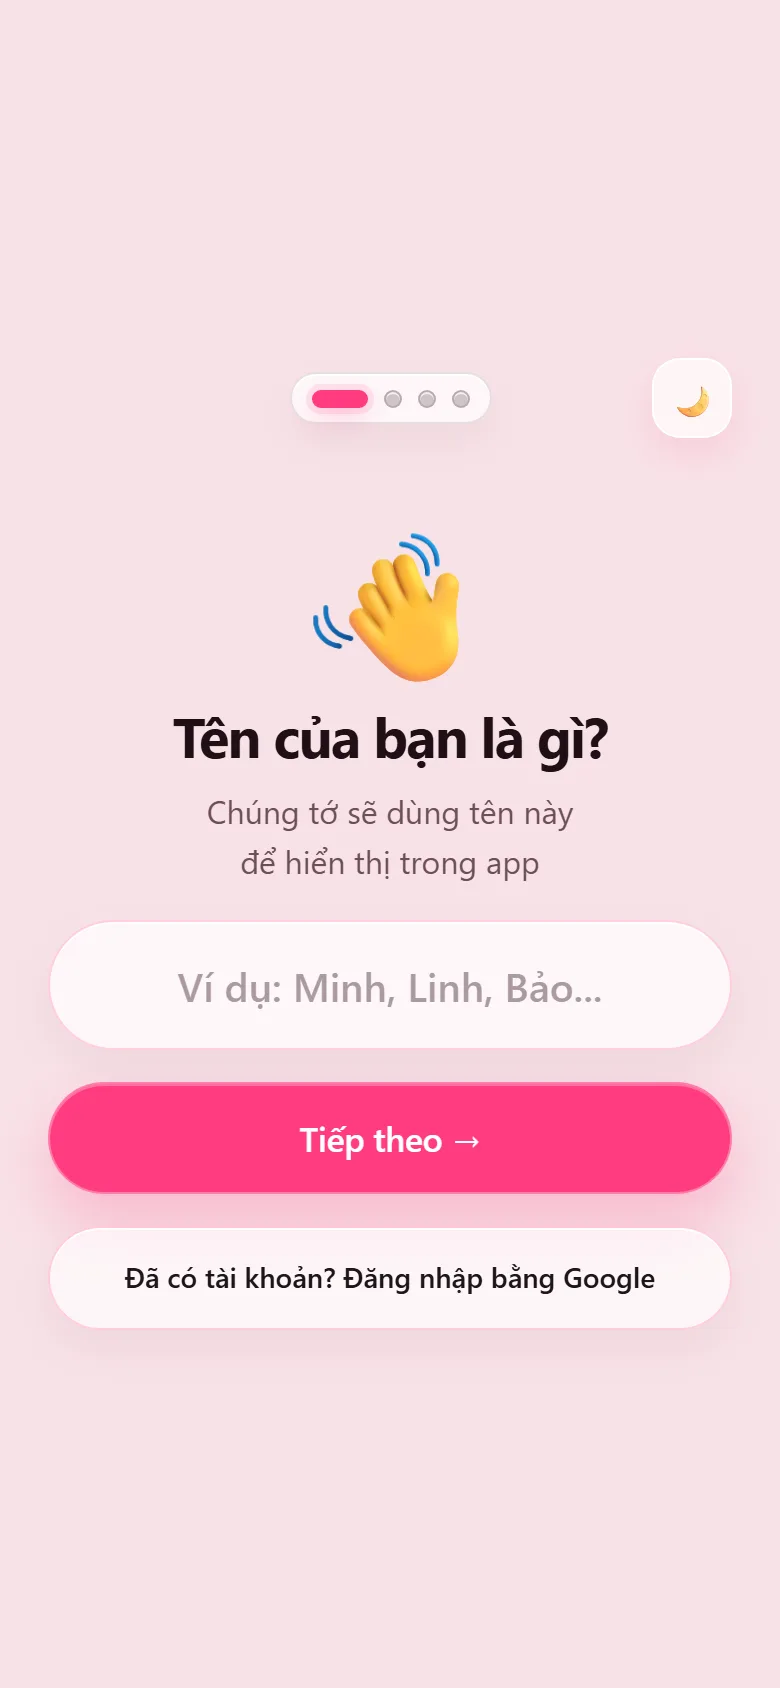 Tên của bạn là gì?
Chúng tớ sẽ dùng tên này
để hiển thị trong app
Ví dụ: Minh, Linh, Bảo...
Tiếp theo →
Đã có tài khoản? Đăng nhập bằng Google